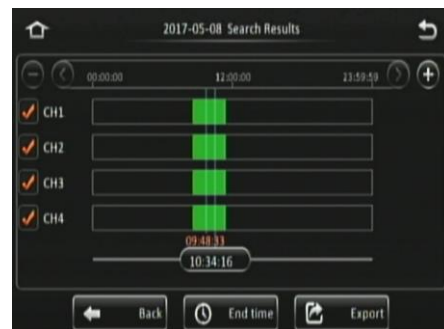 2017-05-08 Search Results
00:00:00 12:00:00 23:59:59
CH1
CH2
CH3
CH4
09:48:33
10:34:16
Back End time Export